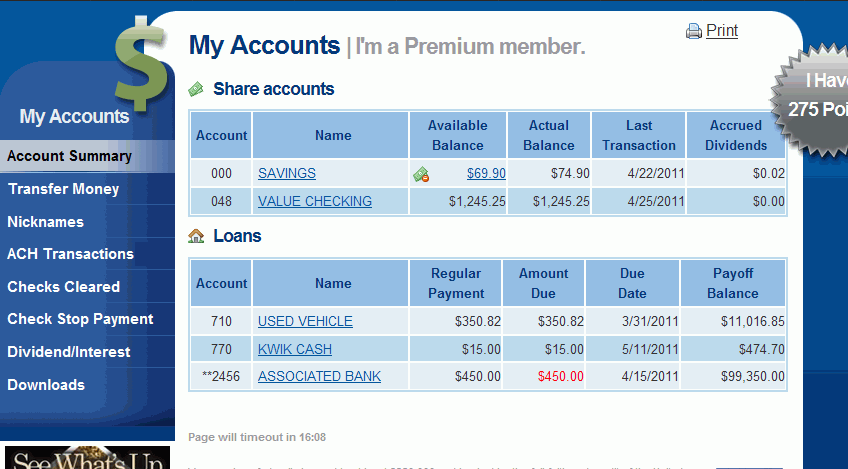 Print
My Accounts | I'm a Premium member.
I Have
275
$
My Accounts
Account Summary
Transfer Money
Nicknames
ACH Transactions
Checks Cleared
Check Stop Payment
Dividend/Interest
Downloads
Share accounts
Account Name Available Balance Actual Balance Last Transaction Accrued Dividends
000 SAVINGS $69.90 $74.90 4/22/2011 $0.02
048 VALUE CHECKING $1,245.25 $1,245.25 4/25/2011 $0.00
Loans
Account Name Regular Payment Amount Due Due Date Payoff Balance
710 USED VEHICLE $350.82 $350.82 3/31/2011 $11,016.85
770 KWIK CASH $15.00 $15.00 5/11/2011 $474.70
**2456 ASSOCIATED BANK $450.00 $450.00 4/15/2011 $99,350.00
Page will timeout in 16:08
See What's Up